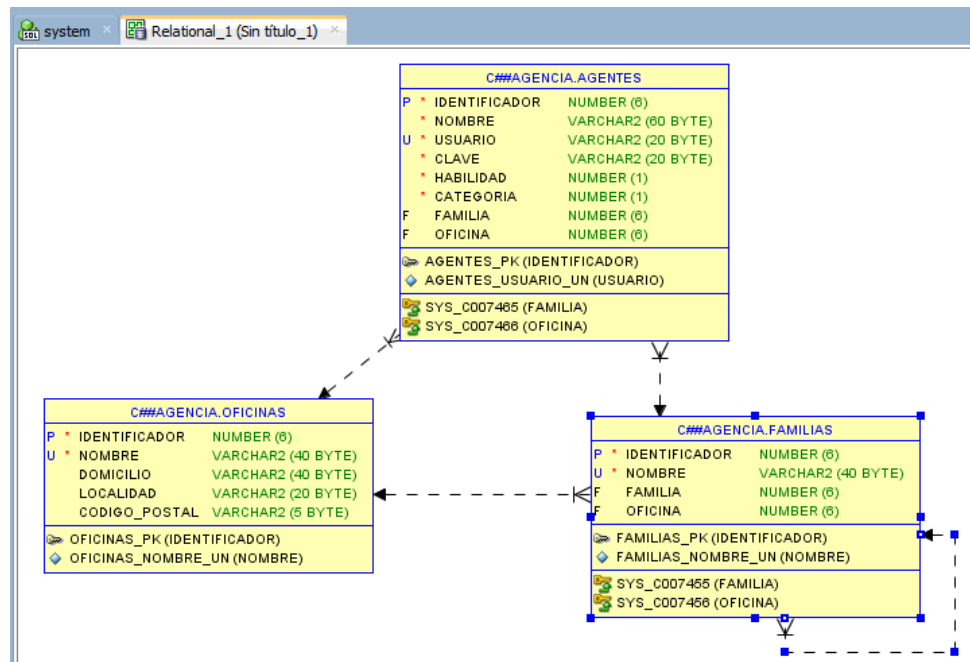 system × Relational_1 (Sin título_1) ×
C##AGENCIA.AGENTES
P * IDENTIFICADOR NUMBER (6)
* NOMBRE VARCHAR2 (60 BYTE)
U * USUARIO VARCHAR2 (20 BYTE)
* CLAVE VARCHAR2 (20 BYTE)
* HABILIDAD NUMBER (1)
* CATEGORIA NUMBER (1)
F FAMILIA NUMBER (6)
F OFICINA NUMBER (6)
AGENTES_PK (IDENTIFICADOR)
AGENTES_USUARIO_UN (USUARIO)
SYS_C007465 (FAMILIA)
SYS_C007466 (OFICINA)
C##AGENCIA.OFICINAS
P * IDENTIFICADOR NUMBER (6)
U * NOMBRE VARCHAR2 (40 BYTE)
DOMICILIO VARCHAR2 (40 BYTE)
LOCALIDAD VARCHAR2 (20 BYTE)
CODIGO_POSTAL VARCHAR2 (5 BYTE)
OFICINAS_PK (IDENTIFICADOR)
OFICINAS_NOMBRE_UN (NOMBRE)
C##AGENCIA.FAMILIAS
P * IDENTIFICADOR NUMBER (6)
U * NOMBRE VARCHAR2 (40 BYTE)
F FAMILIA NUMBER (6)
F OFICINA NUMBER (6)
FAMILIAS_PK (IDENTIFICADOR)
FAMILIAS_NOMBRE_UN (NOMBRE)
SYS_C007455 (FAMILIA)
SYS_C007456 (OFICINA)